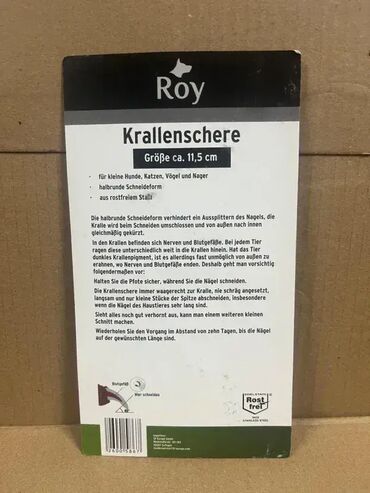 Roy
Krallenschere
Größe ca. 11,5 cm
· für kleine Hunde, Katzen, Vögel und Nager
· halbrunde Schneideform
· aus rostfreiem Stahl
Die halbrunde Schneideform verhindert ein Aussplittern des Nagels, da die
Kralle wird beim Schneiden umschlossen und von außen nach innen
gleichmäßig gekürzt.
In den Krallen befinden sich Nerven und Blutgefäße. Bei jedem Tier
ragen diese unterschiedlich weit in die Krallen hinein. Hat das Tier
dunkles Krallenpigment, ist es allerdings fast unmöglich von außen zu
erahnen, wo Nerven und Blutgefäße enden. Deshalb geht man vorsichtig
folgendermaßen vor:
Halten Sie die Pfote sicher, während Sie die Nägel schneiden.
Die Krallenschere immer waagerecht zur Kralle, nie schräg angesetzt,
langsam und nur kleine Stücke der Spitze abschneiden, insbesondere
wenn die Nägel des Haustieres sehr lang sind.
Sieht alles noch gut verhornt aus, kann man einen weiteren kleinen
Schnitt machen.
Wiederholen Sie den Vorgang im Abstand von zehn Tagen, bis die Nägel
auf der gewünschten Länge sind.
Blutgefäß
Hier schneiden
EDELSTAHL
Rost
frei
STAINLESS STEEL